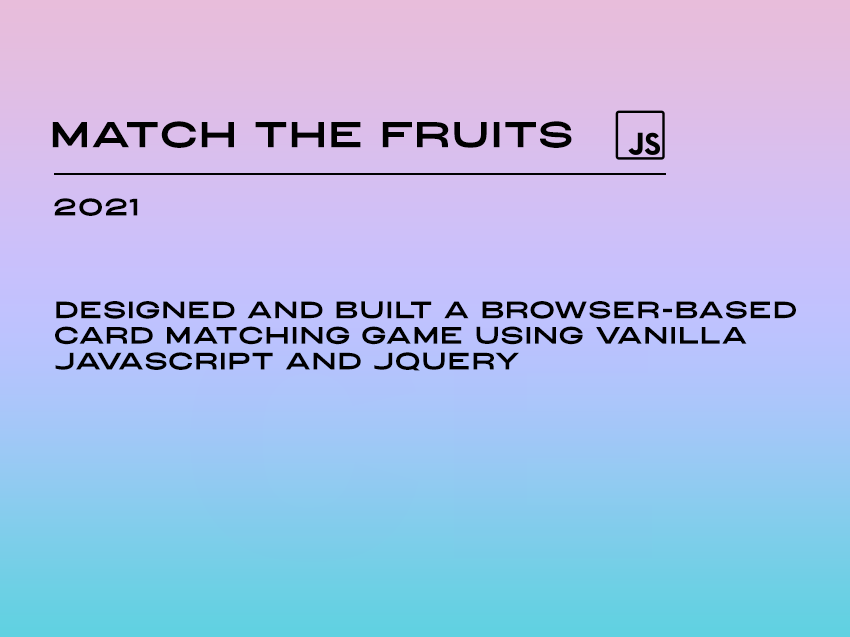 MATCH THE FRUITS
JS
2021
DESIGNED AND BUILT A BROWSER-BASED
CARD MATCHING GAME USING VANILLA
JAVASCRIPT AND JQUERY